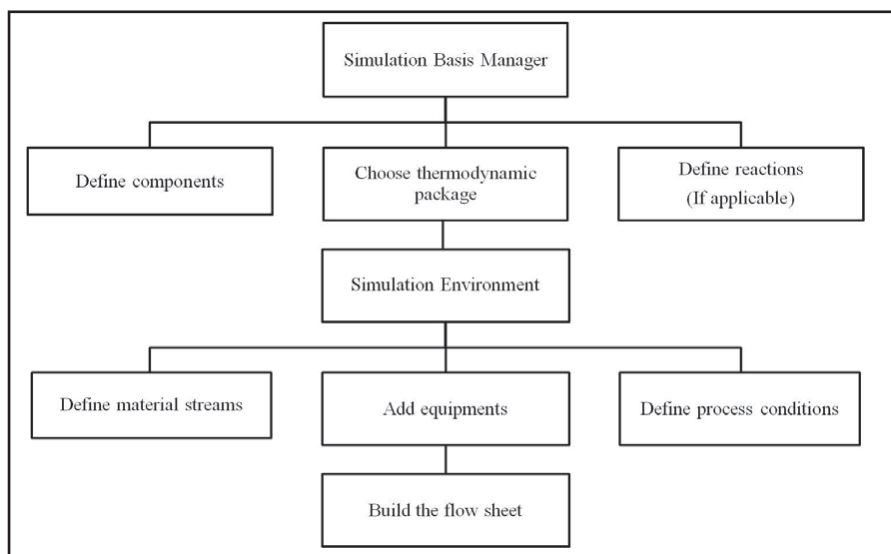 Simulation Basis Manager
Define components
Choose thermodynamic
package
Define reactions
(If applicable)
Simulation Environment
Define material streams
Add equipments
Define process conditions
Build the flow sheet